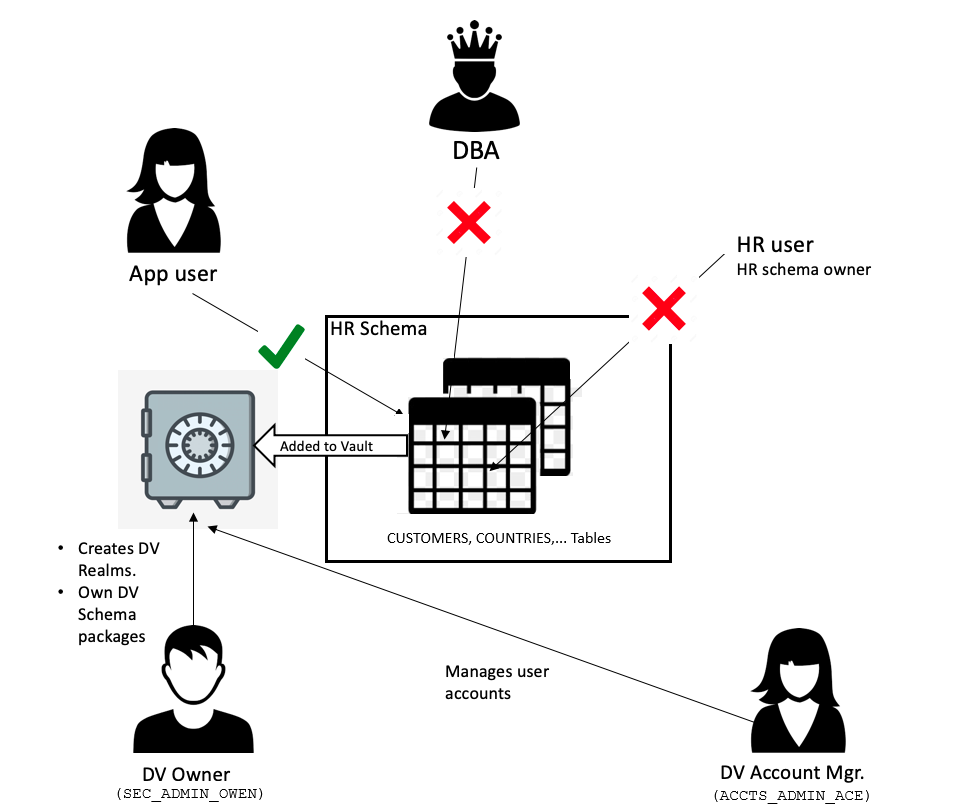 DBA
App user
HR user
HR schema owner
HR Schema
Added to Vault
CUSTOMERS, COUNTRIES,... Tables
• Creates DV
Realms.
• Own DV
Schema
packages
Manages user
accounts
DV Owner
(SEC_ADMIN_OWEN)
DV Account Mgr.
(ACCTS_ADMIN_ACE)